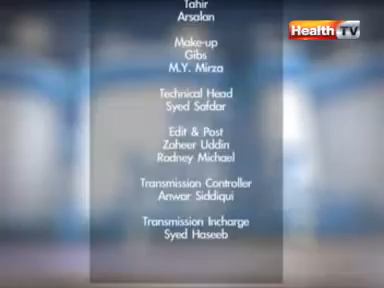 Tahir
Arsalan
Health TV
Make-up
Gibs
M.Y. Mirza
Technical Head
Syed Safdar
Edit & Post
Zaheer Uddin
Rodney Michael
Transmission Controller
Anwar Siddiqui
Transmission Incharge
Syed Haseeb